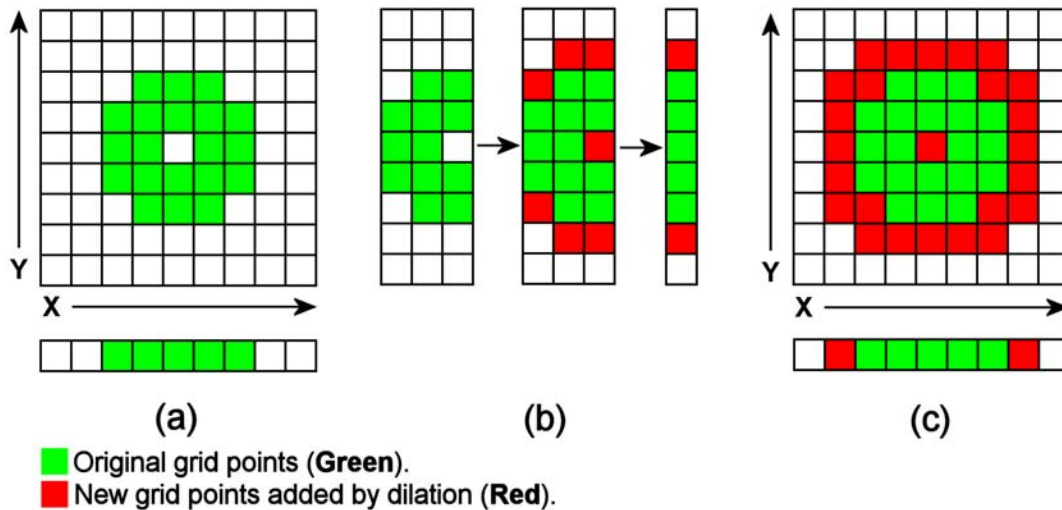 Y
X
Y
X
(a)
(b)
(c)
Original grid points (Green).
New grid points added by dilation (Red).